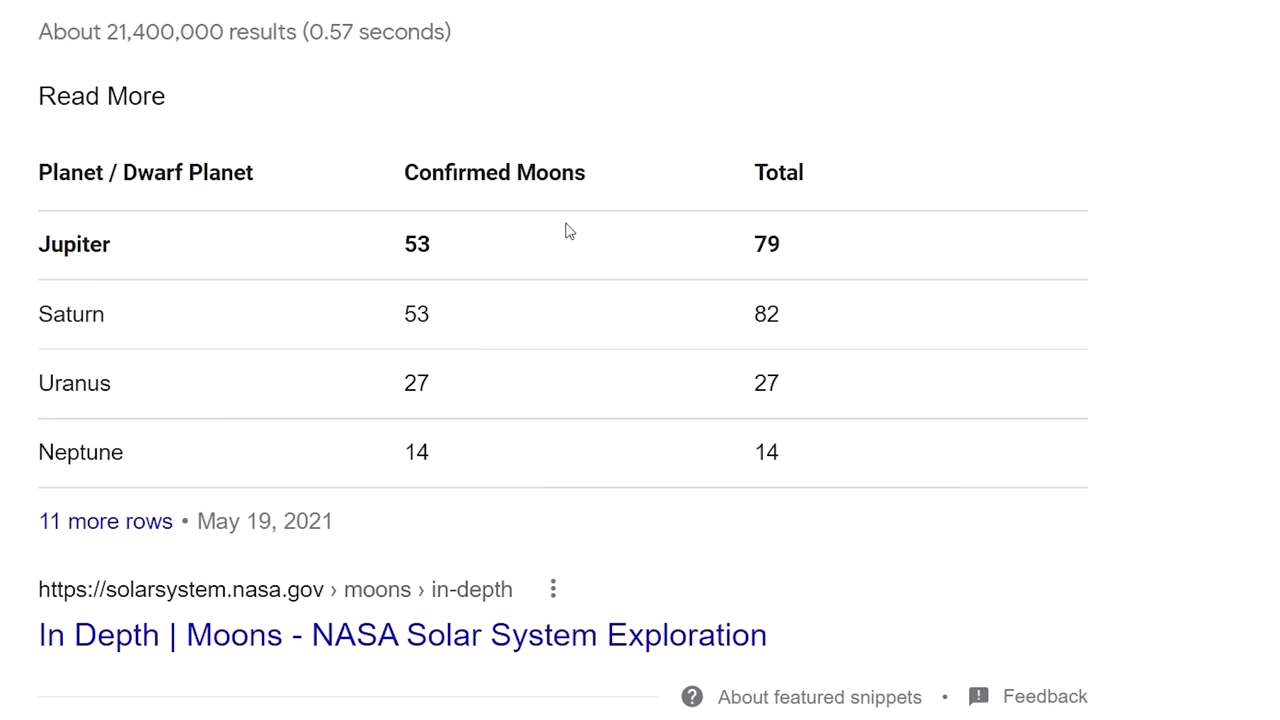 About 21,400,000 results (0.57 seconds)
Read More
Planet / Dwarf Planet Confirmed Moons Total
Jupiter 53 79
Saturn 53 82
Uranus 27 27
Neptune 14 14
11 more rows • May 19, 2021
https://solarsystem.nasa.gov › moons › in-depth
In Depth | Moons - NASA Solar System Exploration
About featured snippets • Feedback